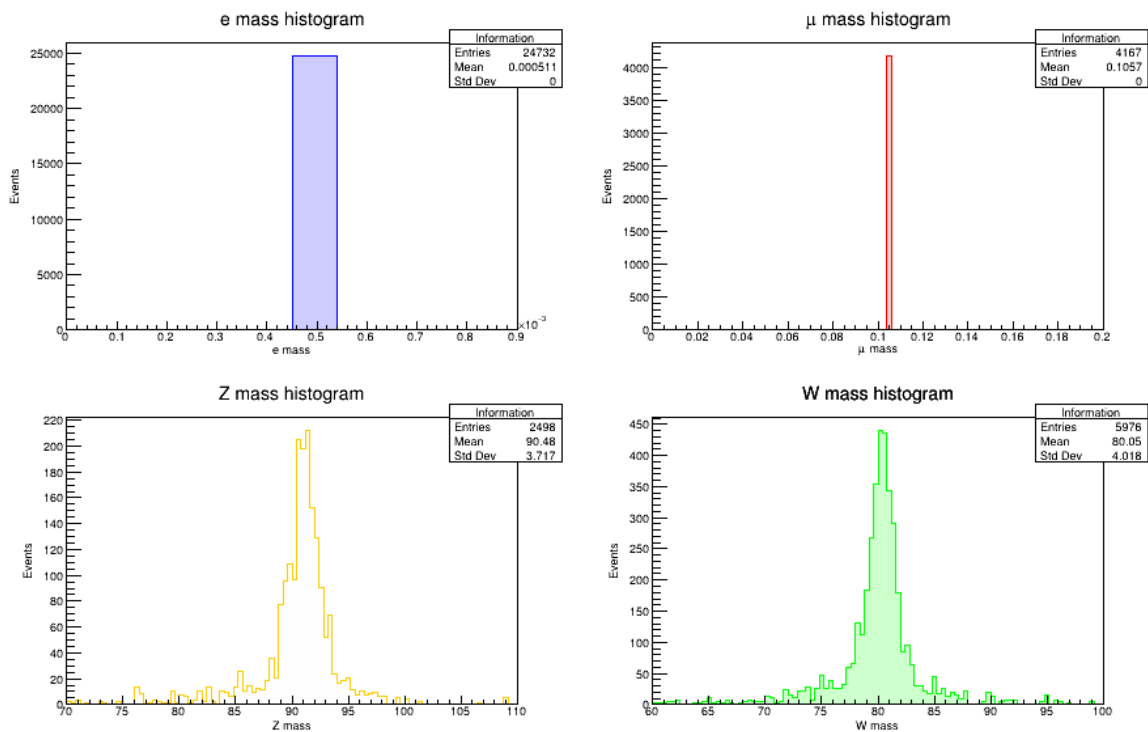 e mass histogram
Information
Entries 24732
Mean 0.000511
Std Dev 0
25000
20000
15000
10000
5000
0
Events
0 0.1 0.2 0.3 0.4 0.5 0.6 0.7 0.8 0.9
×10⁻³
e mass
μ mass histogram
Information
Entries 4167
Mean 0.1057
Std Dev 0
4000
3500
3000
2500
2000
1500
1000
500
0
Events
0 0.02 0.04 0.06 0.08 0.1 0.12 0.14 0.16 0.18 0.2
μ mass
Z mass histogram
Information
Entries 2498
Mean 90.48
Std Dev 3.717
220
200
180
160
140
120
100
80
60
40
20
0
Events
70 75 80 85 90 95 100 105 110
Z mass
W mass histogram
Information
Entries 5976
Mean 80.05
Std Dev 4.018
450
400
350
300
250
200
150
100
50
0
Events
60 65 70 75 80 85 90 95 100
W mass